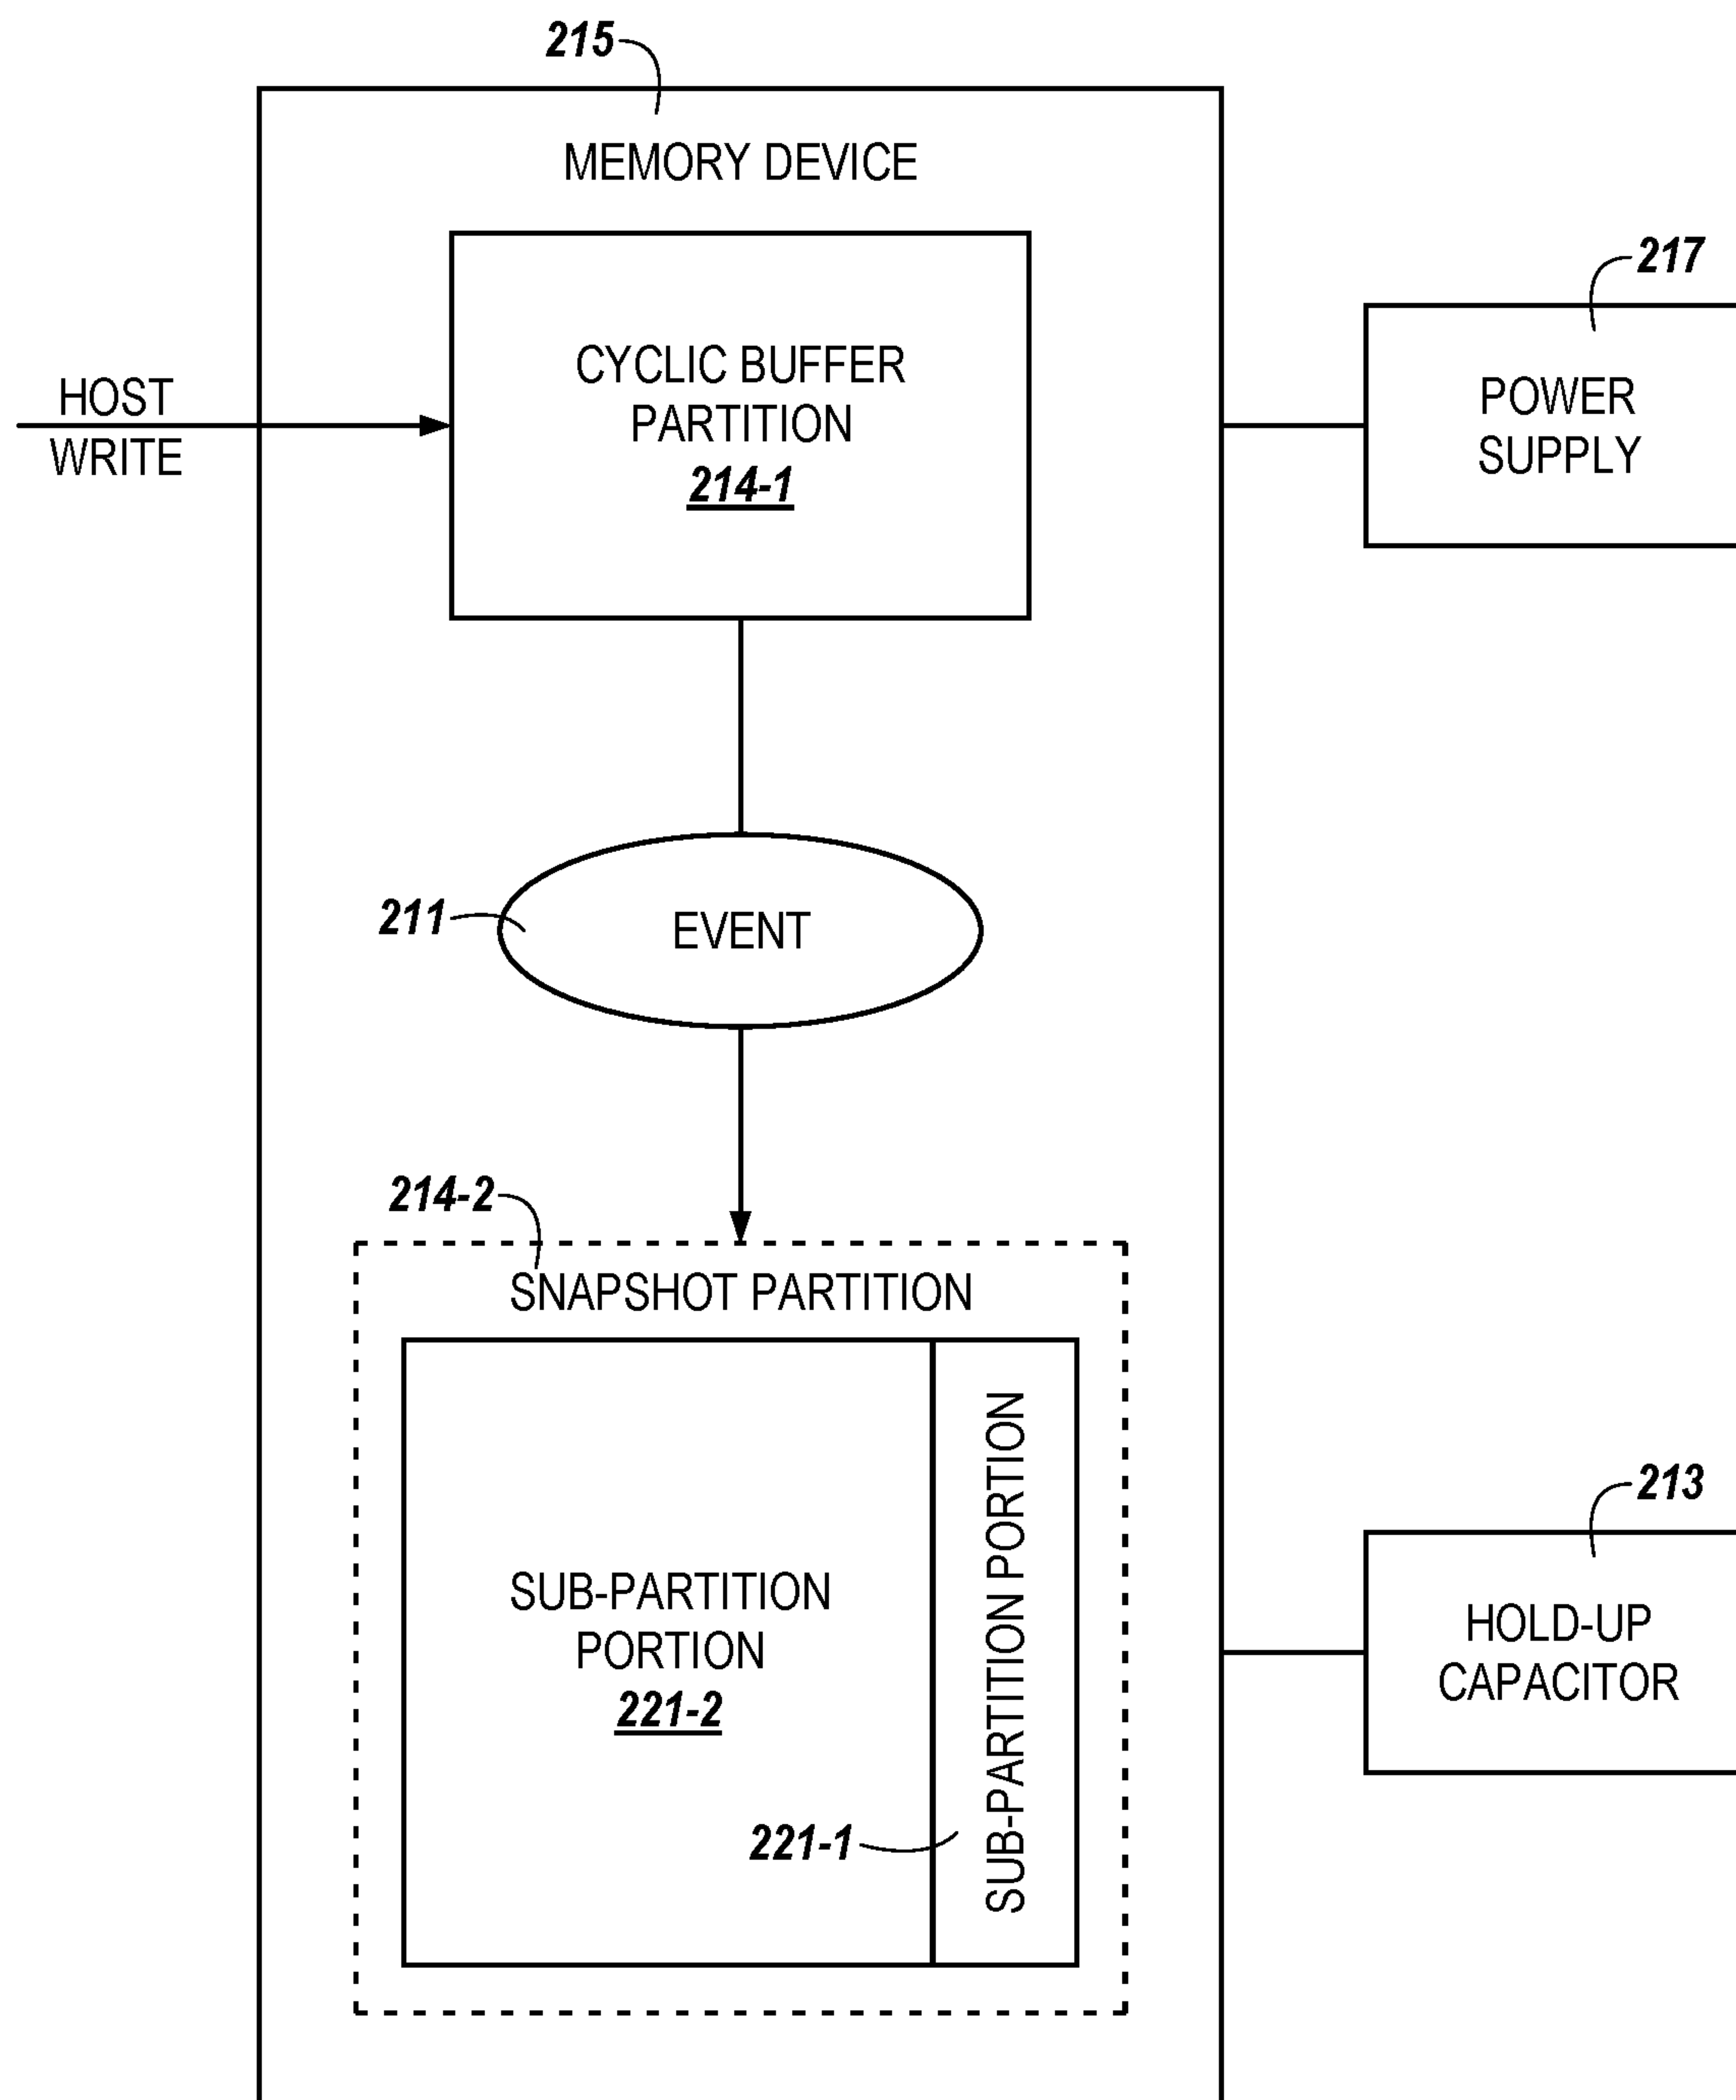 215
MEMORY DEVICE
217
HOST
WRITE
CYCLIC BUFFER
PARTITION
214-1
POWER
SUPPLY
211
EVENT
214-2
SNAPSHOT PARTITION
SUB-PARTITION
PORTION
221-2
221-1
SUB-PARTITION PORTION
213
HOLD-UP
CAPACITOR